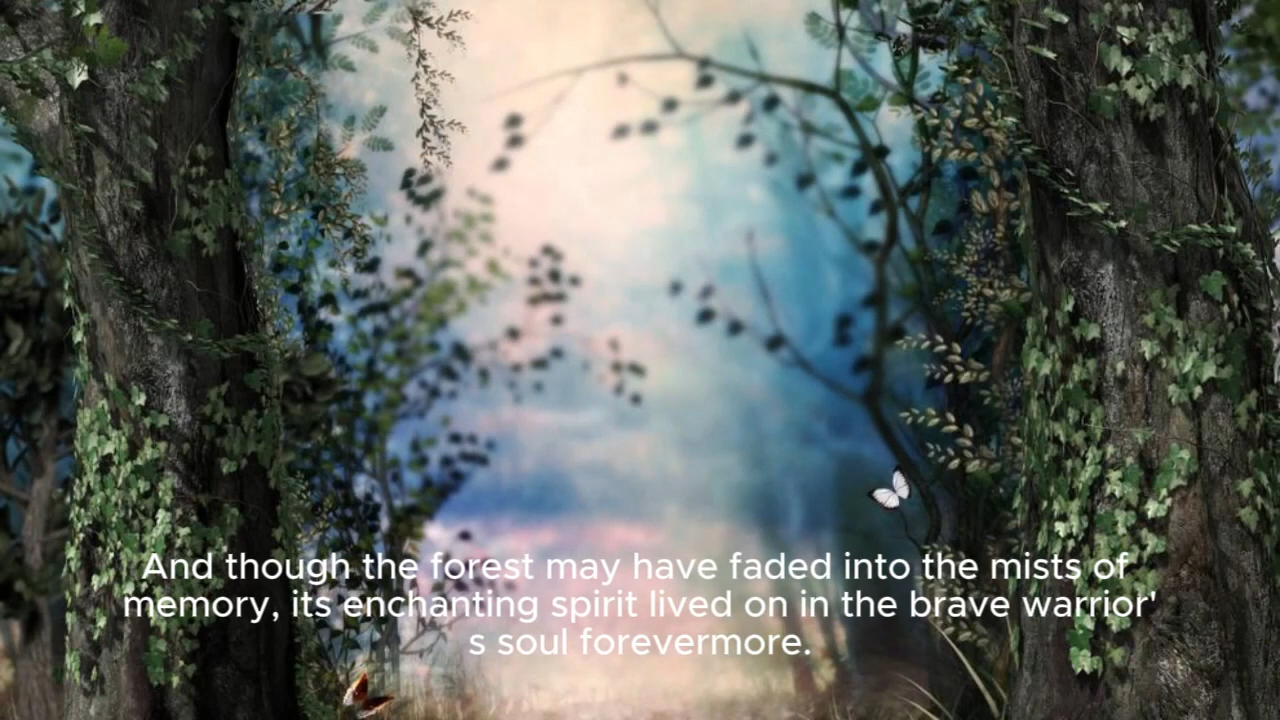 And though the forest may have faded into the mists of
memory, its enchanting spirit lived on in the brave warrior'
s soul forevermore.